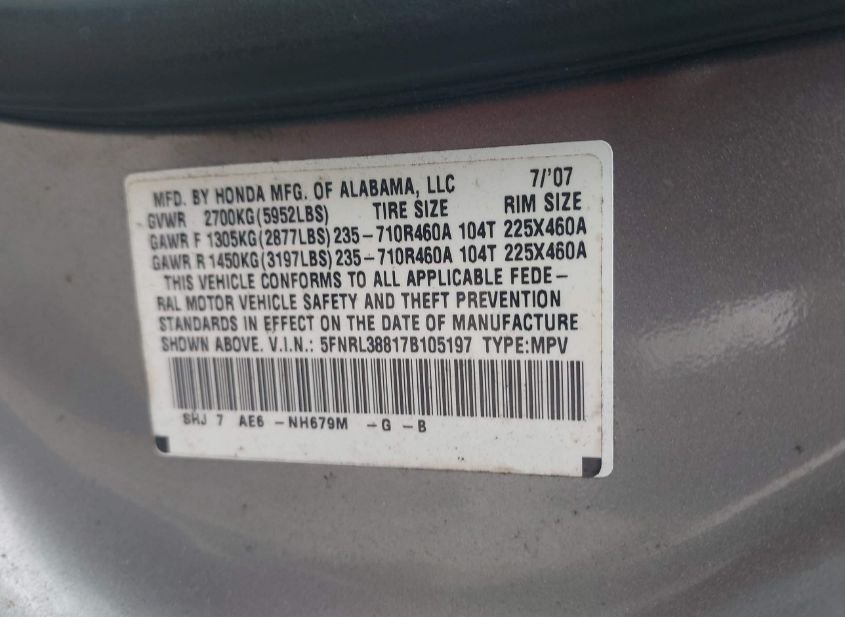 MFD. BY HONDA MFG. OF ALABAMA, LLC 7/'07
GVWR 2700KG(5952LBS) TIRE SIZE RIM SIZE
GAWR F 1305KG(2877LBS) 235-710R460A 104T 225X460A
GAWR R 1450KG(3197LBS) 235-710R460A 104T 225X460A
THIS VEHICLE CONFORMS TO ALL APPLICABLE FEDE-
RAL MOTOR VEHICLE SAFETY AND THEFT PREVENTION
STANDARDS IN EFFECT ON THE DATE OF MANUFACTURE
SHOWN ABOVE. V.I.N.: 5FNRL38817B105197 TYPE:MPV
SHJ 7 AE6 -NH679M -G -B